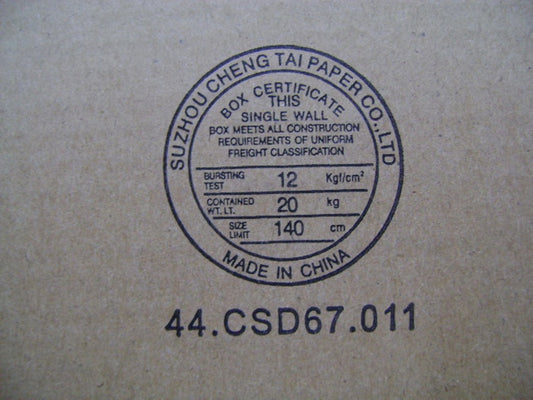 SUZHOU CHENG TAI PAPER CO.,LTD
BOX CERTIFICATE
THIS
SINGLE WALL
BOX MEETS ALL CONSTRUCTION
REQUIREMENTS OF UNIFORM
FREIGHT CLASSIFICATION
BURSTING TEST 12 Kgf/cm²
CONTAINED WT. LT. 20 kg
SIZE LIMIT 140 cm
MADE IN CHINA
44.CSD67.011